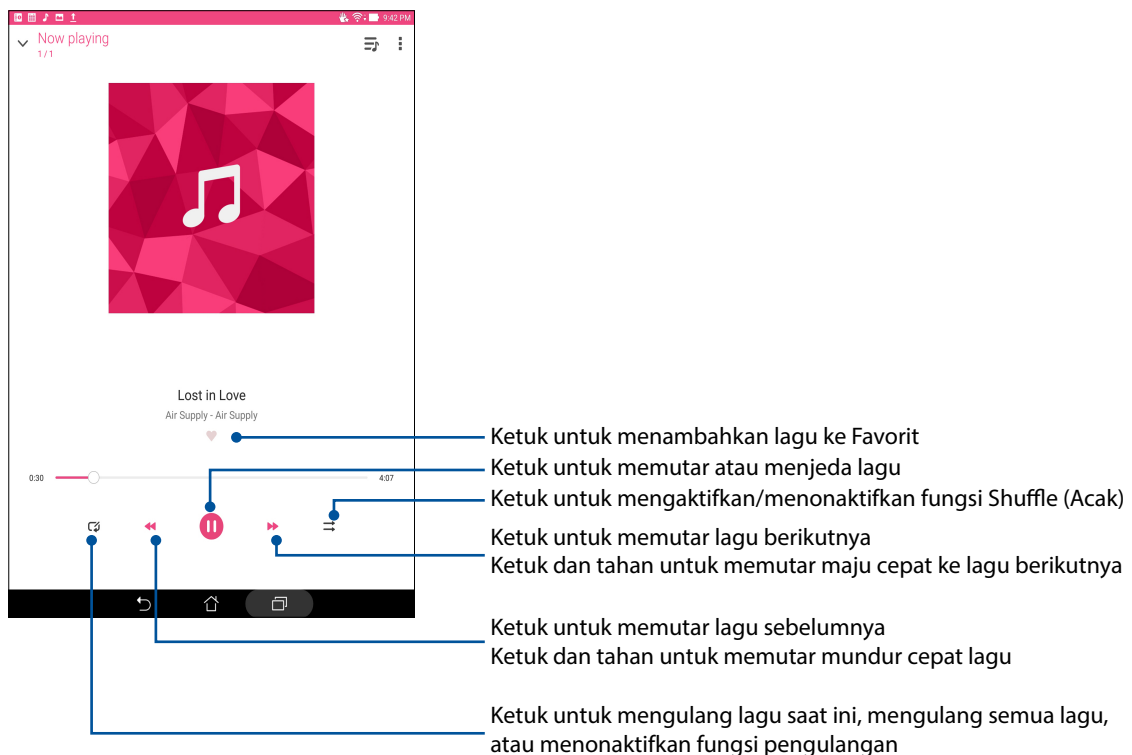 9:42 PM
Now playing
1/1
Lost in Love
Air Supply - Air Supply
Ketuk untuk menambahkan lagu ke Favorit
Ketuk untuk memutar atau menjeda lagu
0:30
4:07
Ketuk untuk mengaktifkan/menonaktifkan fungsi Shuffle (Acak)
Ketuk untuk memutar lagu berikutnya
Ketuk dan tahan untuk memutar maju cepat ke lagu berikutnya
Ketuk untuk memutar lagu sebelumnya
Ketuk dan tahan untuk memutar mundur cepat lagu
Ketuk untuk mengulang lagu saat ini, mengulang semua lagu,
atau menonaktifkan fungsi pengulangan